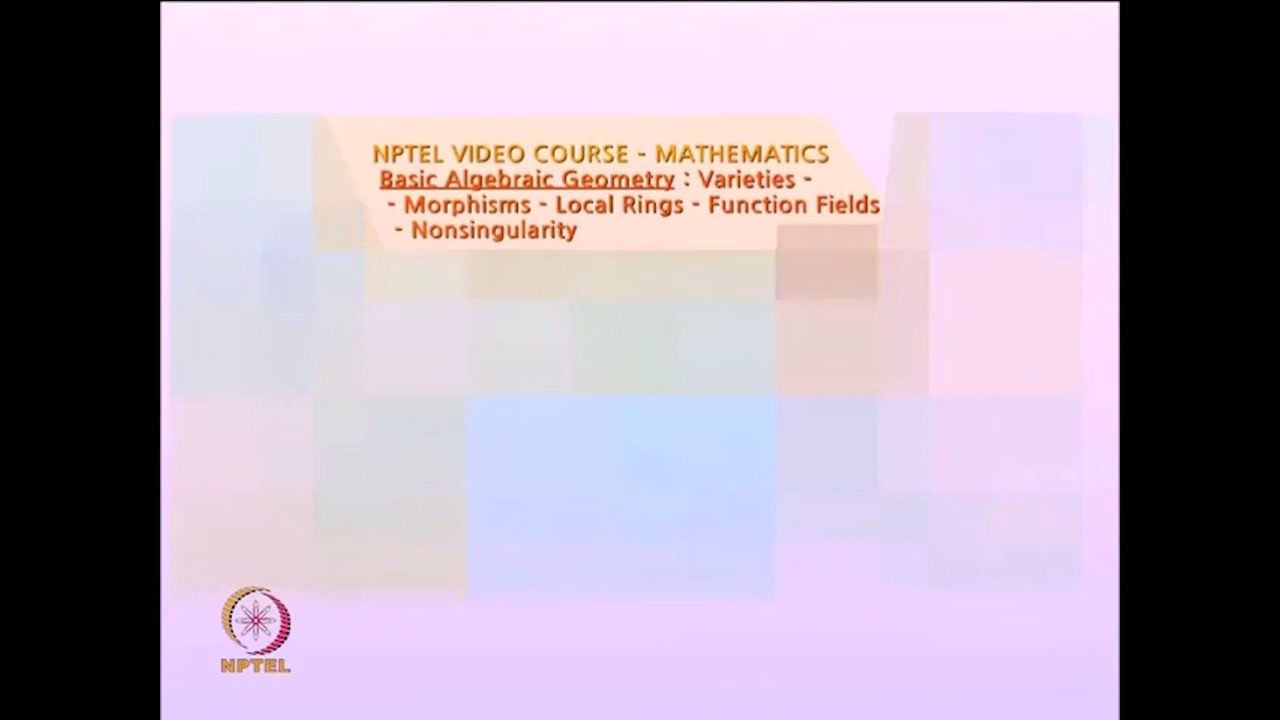 NPTEL VIDEO COURSE - MATHEMATICS
Basic Algebraic Geometry : Varieties -
- Morphisms - Local Rings - Function Fields
- Nonsingularity
NPTEL